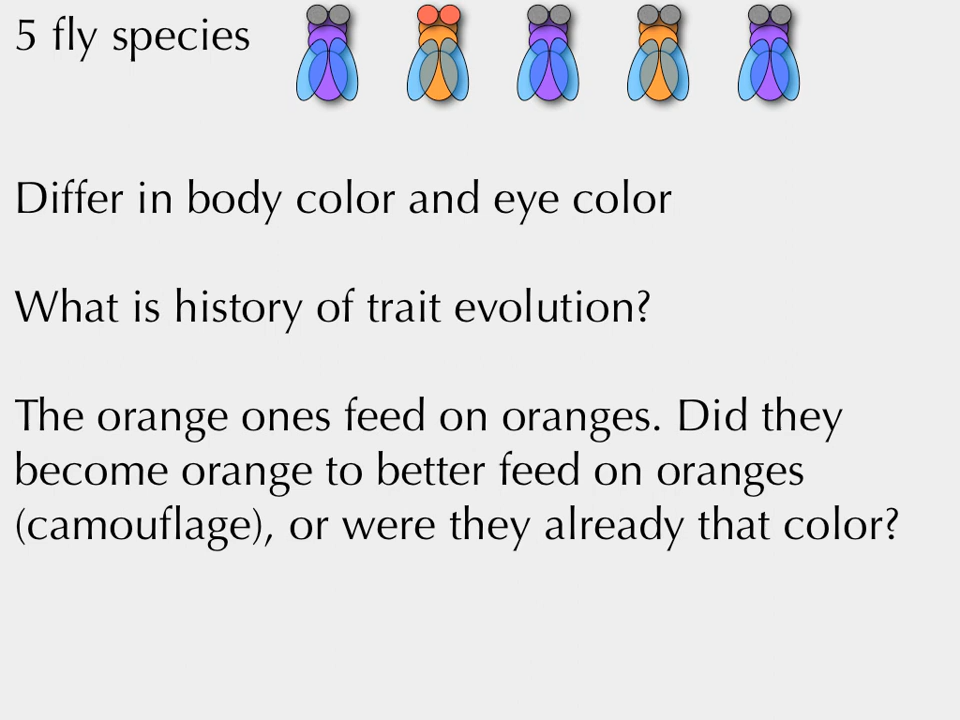 5 fly species
Differ in body color and eye color
What is history of trait evolution?
The orange ones feed on oranges. Did they
become orange to better feed on oranges
(camouflage), or were they already that color?